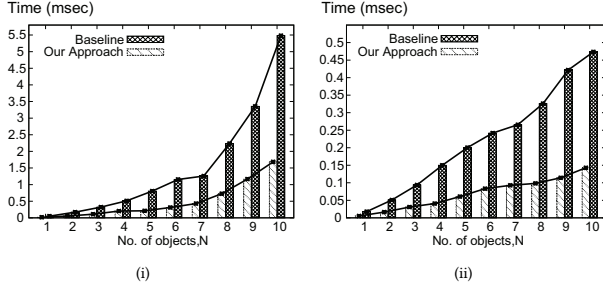 Time (msec)
5.5
5
4.5
4
3.5
3
2.5
2
1.5
1
0.5
0
Baseline
Our Approach
1 2 3 4 5 6 7 8 9 10
No. of objects,N
(i)
Time (msec)
0.5
0.45
0.4
0.35
0.3
0.25
0.2
0.15
0.1
0.05
0
Baseline
Our Approach
1 2 3 4 5 6 7 8 9 10
No. of objects,N
(ii)